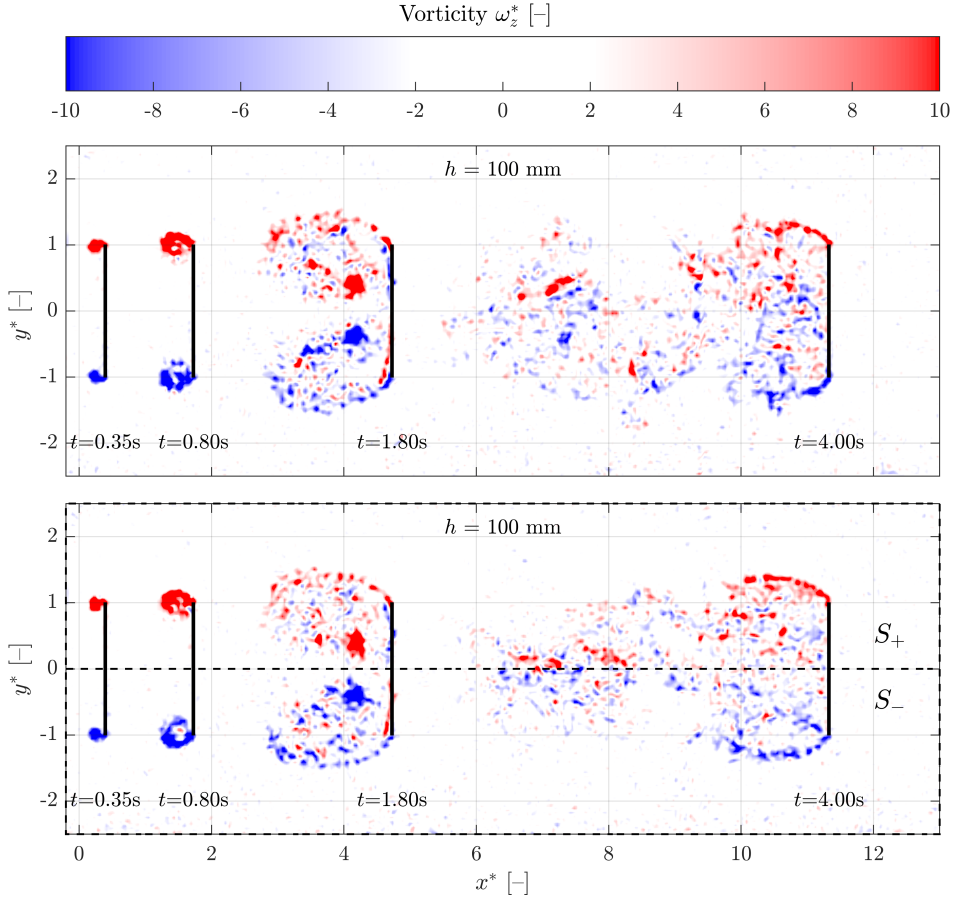 Vorticity ω*z [–]
-10 -8 -6 -4 -2 0 2 4 6 8 10
h = 100 mm
2
1
0
-1
-2
y* [–]
t=0.35s t=0.80s t=1.80s t=4.00s
h = 100 mm
2
1
0
-1
-2
y* [–]
S+
S−
t=0.35s t=0.80s t=1.80s t=4.00s
0 2 4 6 8 10 12
x* [–]